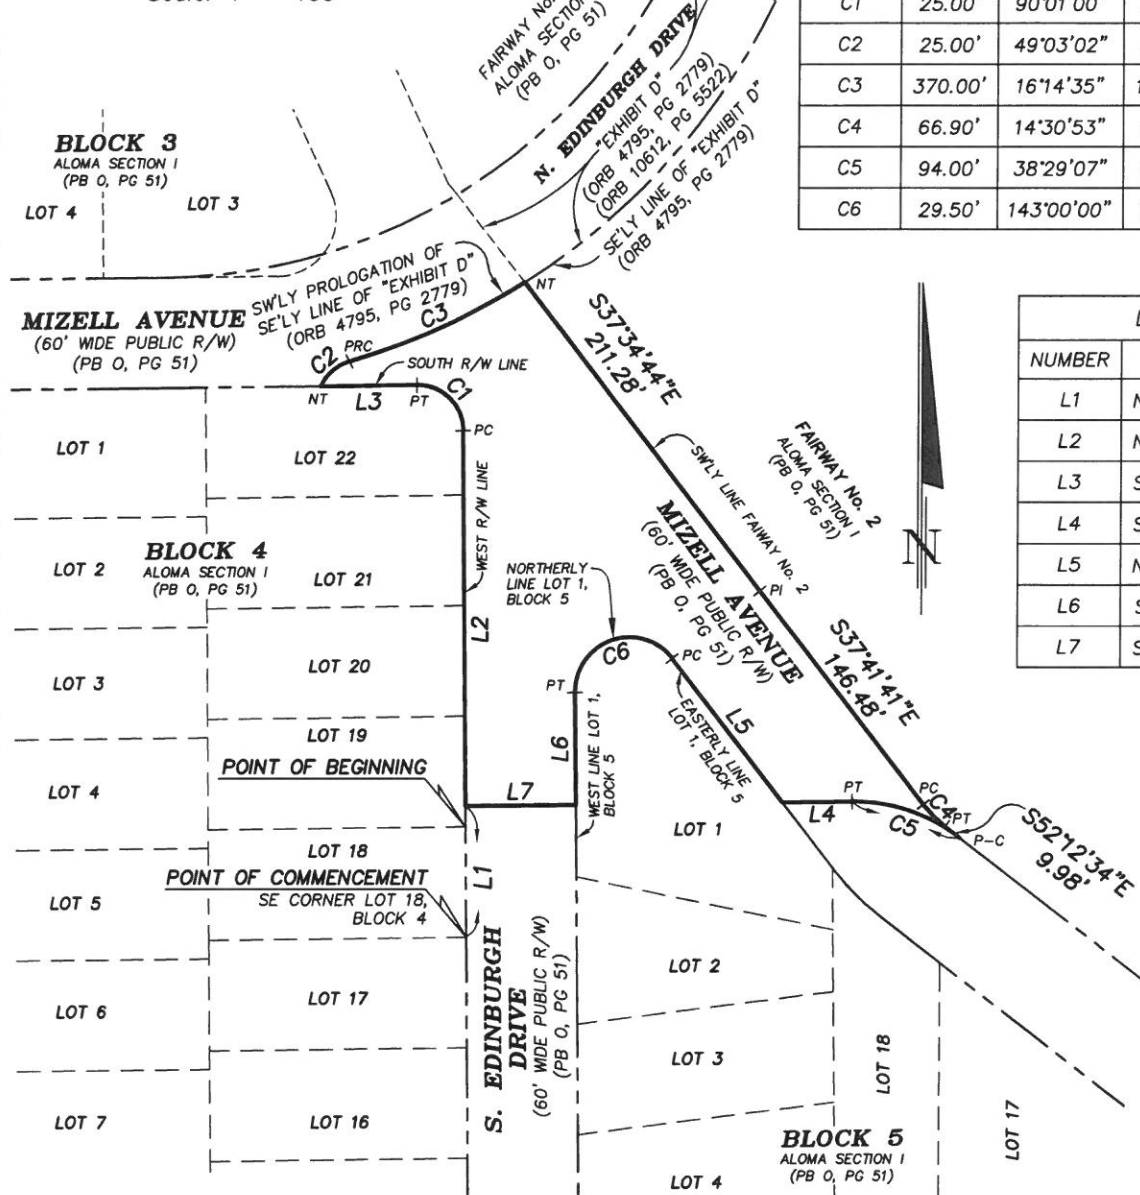 FAIRWAY No.
ALOMA SECTION
(PB O, PG 51)
N. EDINBURGH DRIVE
"EXHIBIT D"
(ORB 4795, PG 2779)
(ORB 10612, PG 5522)
SE'LY LINE OF "EXHIBIT D"
(ORB 4795, PG 2779)
C1 25.00' 90°01'00"
C2 25.00' 49°03'02"
C3 370.00' 16°14'35"
C4 66.90' 14°30'53"
C5 94.00' 38°29'07"
C6 29.50' 143°00'00"
BLOCK 3
ALOMA SECTION I
(PB O, PG 51)
LOT 4
LOT 3
SW'LY PROLOGATION OF
SE'LY LINE OF "EXHIBIT D"
(ORB 4795, PG 2779)
MIZELL AVENUE
(60' WIDE PUBLIC R/W)
(PB O, PG 51)
NT
C3
PRC
C2
SOUTH R/W LINE
NT
L3
PT
C1
PC
S37°34'44"E
211.28'
NUMBER
L1
L2
L3
L4
L5
L6
L7
N
LOT 1
LOT 22
WEST R/W LINE
SW'LY LINE FAIWAY No. 2
FAIRWAY No. 2
ALOMA SECTION I
(PB O, PG 51)
MIZELL AVENUE
(60' WIDE PUBLIC R/W)
(PB O, PG 51)
PI
BLOCK 4
ALOMA SECTION I
(PB O, PG 51)
LOT 2
LOT 21
NORTHERLY
LINE LOT 1,
BLOCK 5
L2
C6
PC
PT
S37°41'41"E
146.48'
LOT 3
LOT 20
LOT 19
L6
WEST LINE LOT 1,
BLOCK 5
EASTERLY LINE
LOT 1, BLOCK 5
L5
POINT OF BEGINNING
LOT 4
L7
LOT 1
PT
L4
C5
PC
C4
PT
P-C
S52°12'34"E
9.98'
LOT 18
POINT OF COMMENCEMENT
SE CORNER LOT 18,
BLOCK 4
L1
LOT 5
S. EDINBURGH
DRIVE
(60' WIDE PUBLIC R/W)
(PB O, PG 51)
LOT 2
LOT 6
LOT 17
LOT 3
LOT 18
LOT 17
LOT 7
LOT 16
BLOCK 5
ALOMA SECTION I
(PB O, PG 51)
LOT 4